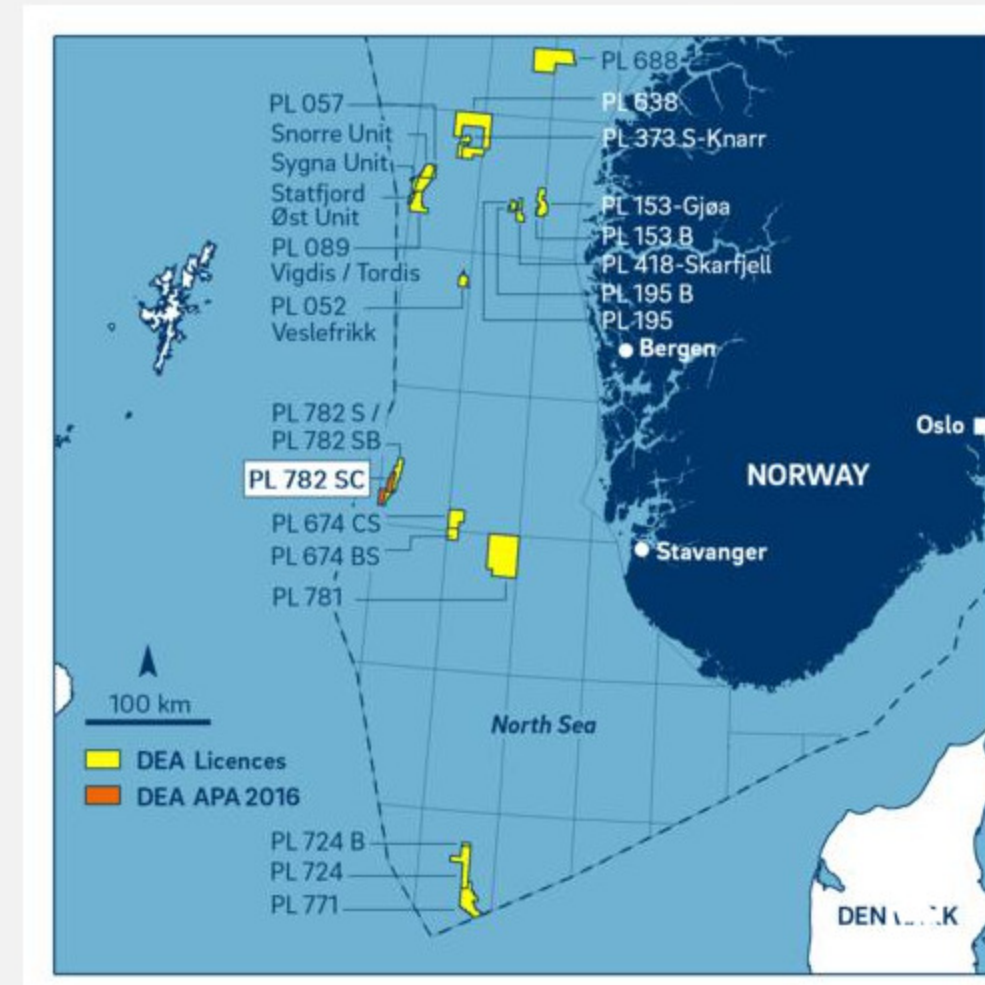 PL 688
PL 057
PL 638
Snorre Unit
PL 373 S-Knarr
Sygna Unit
Statfjord
Øst Unit
PL 153-Gjøa
PL 153 B
PL 089
Vigdis / Tordis
PL 418-Skarfjell
PL 195 B
PL 052
Veslefrikk
PL 195
Bergen
PL 782 S /
PL 782 SB
Oslo
PL 782 SC
NORWAY
PL 674 CS
PL 674 BS
Stavanger
PL 781
100 km
North Sea
DEA Licences
DEA APA 2016
PL 724 B
PL 724
PL 771